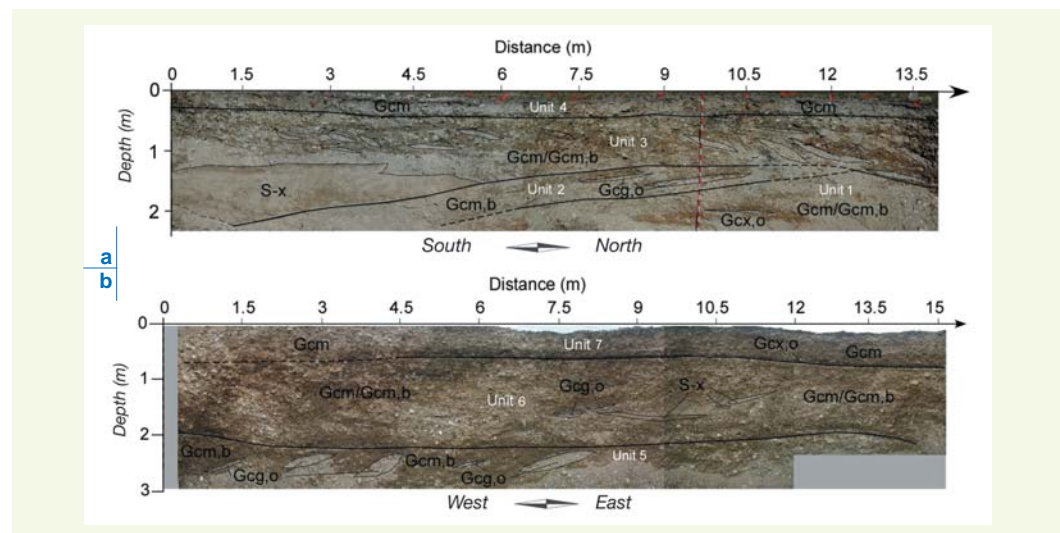 Distance (m)
0 1.5 3 4.5 6 7.5 9 10.5 12 13.5
Depth (m)
0
1
2
Gcm Unit 4 Gcm
Unit 3
Gcm/Gcm,b
S-x Unit 2 Gcg,o Unit 1
Gcm,b Gcm/Gcm,b
Gcx,o
South North
a
b
Distance (m)
0 1.5 3 4.5 6 7.5 9 10.5 12 13.5 15
Depth (m)
0
1
2
3
Gcm Unit 7 Gcx,o Gcm
Gcm/Gcm,b Unit 6 Gcg,o S-x Gcm/Gcm,b
Gcm,b Gcm,b Unit 5
Gcg,o Gcg,o
West East